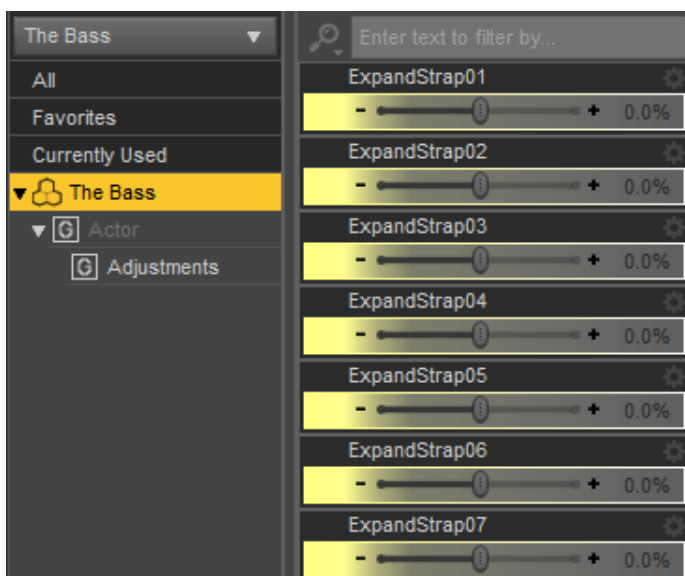 The Bass
All
Favorites
Currently Used
The Bass
G Actor
G Adjustments
Enter text to filter by...
ExpandStrap01
- + 0.0%
ExpandStrap02
- + 0.0%
ExpandStrap03
- + 0.0%
ExpandStrap04
- + 0.0%
ExpandStrap05
- + 0.0%
ExpandStrap06
- + 0.0%
ExpandStrap07
- + 0.0%